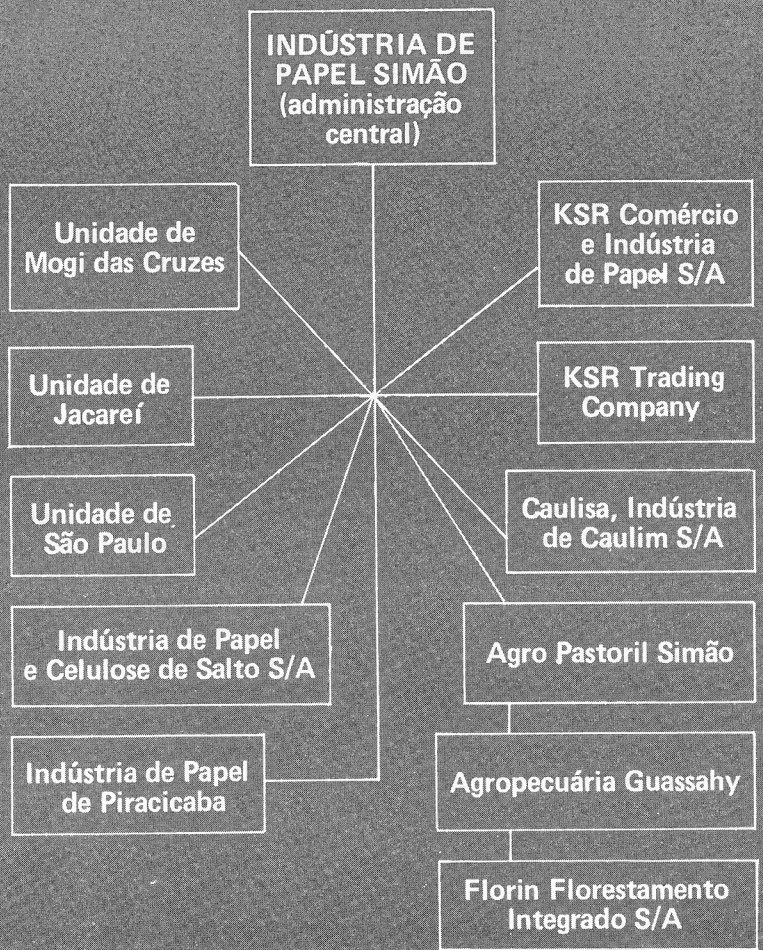 INDÚSTRIA DE
PAPEL SIMÃO
(administração
central)
Unidade de
Mogi das Cruzes
Unidade de
Jacareí
Unidade de
São Paulo
Indústria de Papel
e Celulose de Salto S/A
Indústria de Papel
de Piracicaba
KSR Comércio
e Indústria
de Papel S/A
KSR Trading
Company
Caulisa, Indústria
de Caulim S/A
Agro Pastoril Simão
Agropecuária Guassahy
Florin Florestamento
Integrado S/A